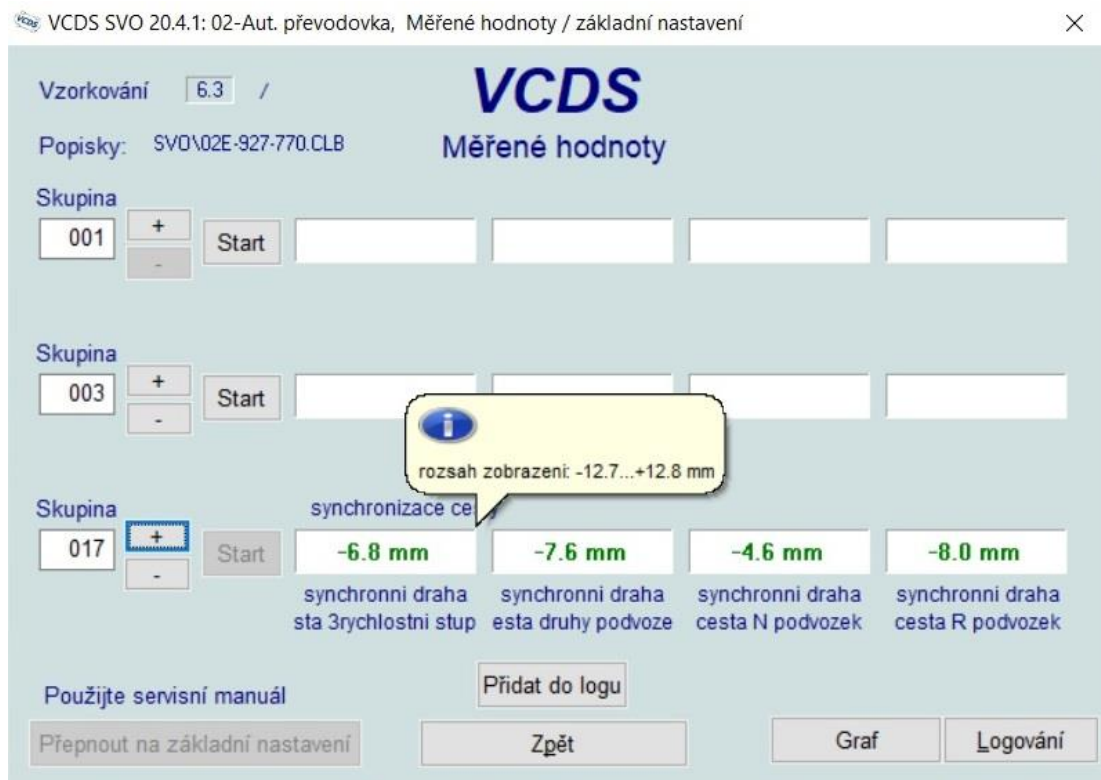 VCDS SVO 20.4.1: 02-Aut. převodovka, Měřené hodnoty / základní nastavení
Vzorkování 6.3 /
VCDS
Popisky: SVO\02E-927-770.CLB
Měřené hodnoty
Skupina
001 + - Start
Skupina
003 + - Start
rozsah zobrazeni: -12.7...+12.8 mm
Skupina
synchronizace
017 + - Start -6.8 mm -7.6 mm -4.6 mm -8.0 mm
synchronni draha synchronni draha synchronni draha synchronni draha
sta 3rychlostni stup esta druhy podvoze cesta N podvozek cesta R podvozek
Přidat do logu
Použijte servisní manuál
Přepnout na základní nastavení Zpět Graf Logování